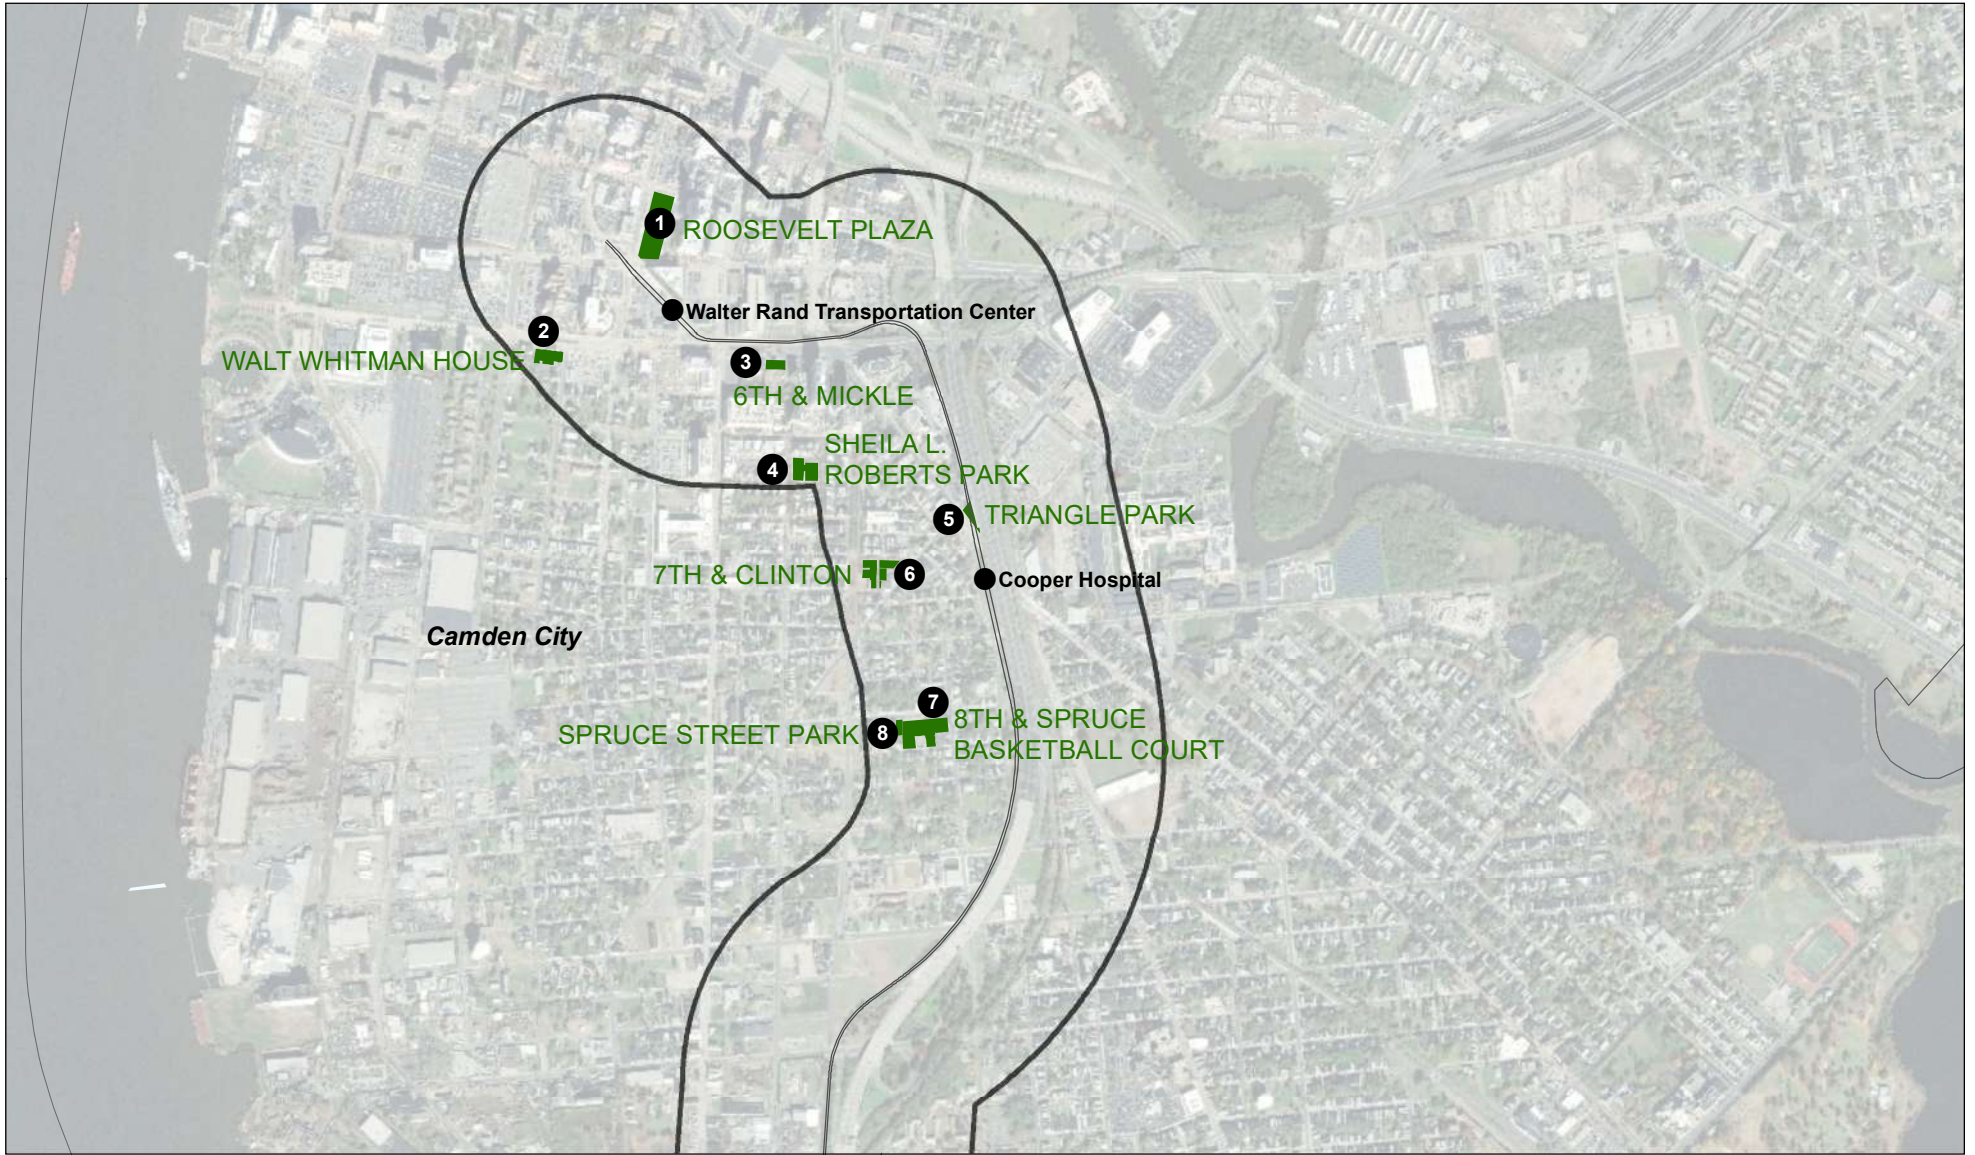 1
ROOSEVELT PLAZA
Walter Rand Transportation Center
2
WALT WHITMAN HOUSE
3
6TH & MICKLE
4
SHEILA L.
ROBERTS PARK
5
TRIANGLE PARK
7TH & CLINTON
6
Cooper Hospital
Camden City
7
8TH & SPRUCE
BASKETBALL COURT
SPRUCE STREET PARK
8